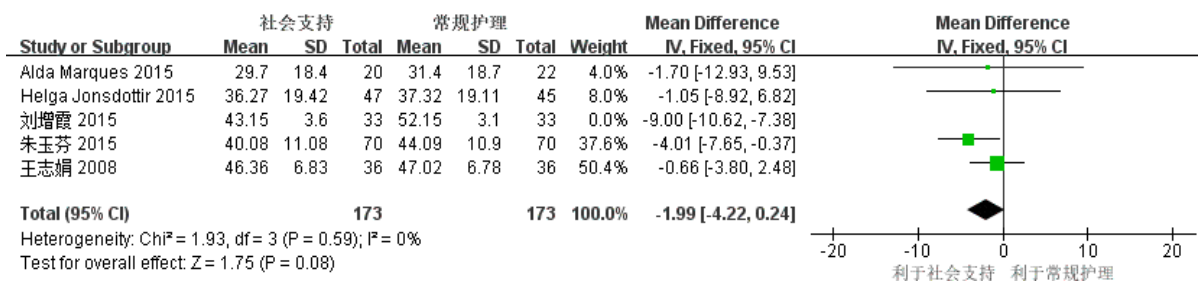 社会支持 常规护理 Mean Difference Mean Difference
Study or Subgroup Mean SD Total Mean SD Total Weight IV, Fixed, 95% CI IV, Fixed, 95% CI
Alda Marques 2015 29.7 18.4 20 31.4 18.7 22 4.0% -1.70 [-12.93, 9.53]
Helga Jonsdottir 2015 36.27 19.42 47 37.32 19.11 45 8.0% -1.05 [-8.92, 6.82]
刘增霞 2015 43.15 3.6 33 52.15 3.1 33 0.0% -9.00 [-10.62, -7.38]
朱玉芬 2015 40.08 11.08 70 44.09 10.9 70 37.6% -4.01 [-7.65, -0.37]
王志娟 2008 46.36 6.83 36 47.02 6.78 36 50.4% -0.66 [-3.80, 2.48]
Total (95% CI) 173 173 100.0% -1.99 [-4.22, 0.24]
Heterogeneity: Chi² = 1.93, df = 3 (P = 0.59); I² = 0%
Test for overall effect: Z = 1.75 (P = 0.08)
-20 -10 0 10 20
利于社会支持 利于常规护理